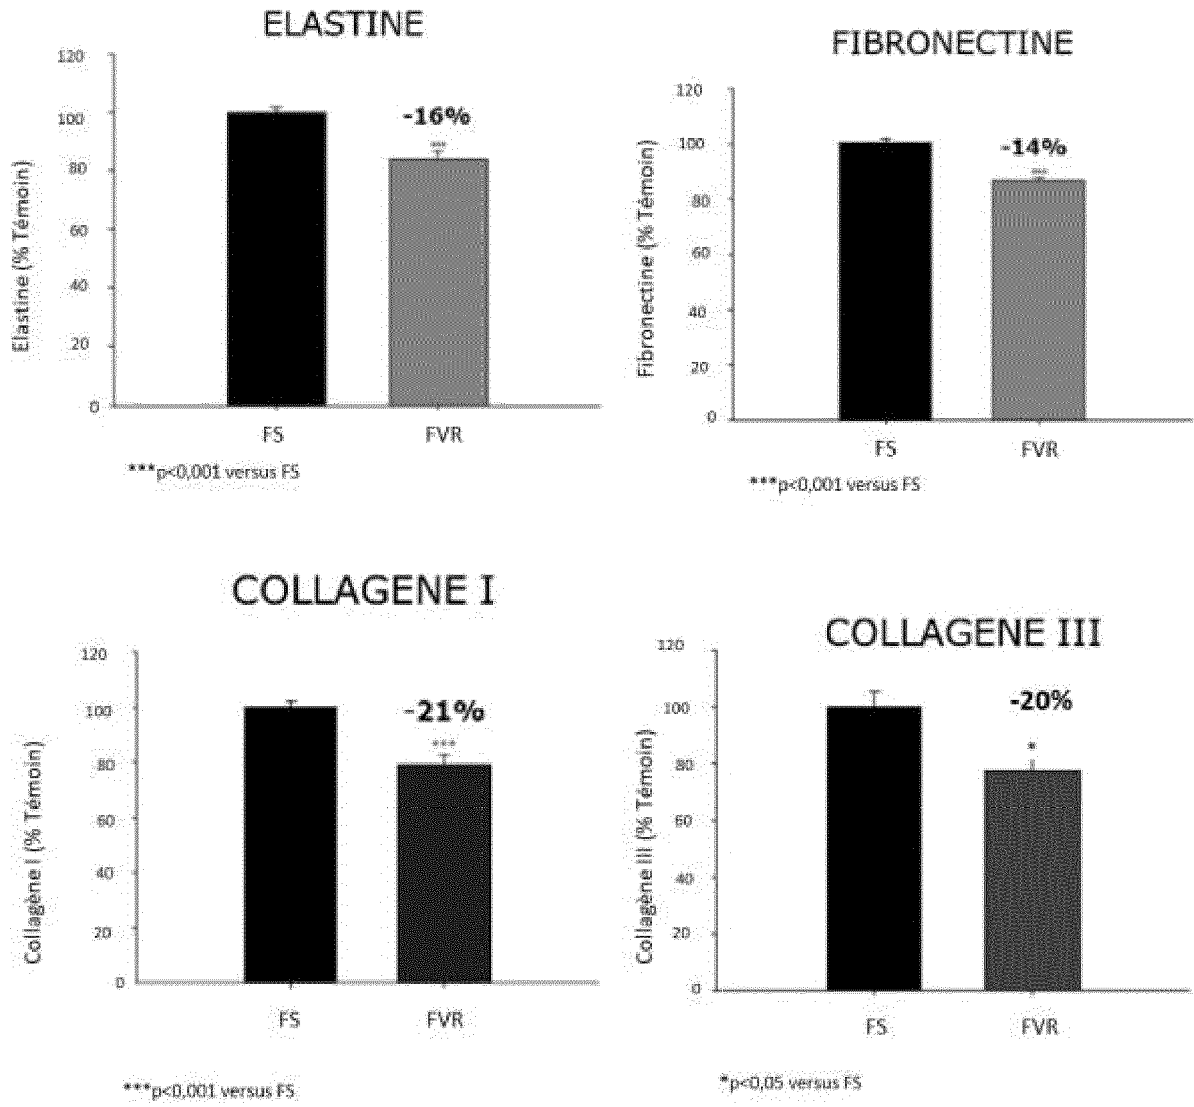 ELASTINE
120
100
80
60
40
20
0
Elastine (% Témoin)
-16%
FS
FVR
***p<0,001 versus FS
FIBRONECTINE
120
100
80
60
40
20
0
Fibronectine (% Témoin)
-14%
FS
FVR
***p<0,001 versus FS
COLLAGENE I
120
100
80
60
40
20
0
Collagène I (% Témoin)
-21%
***
FS
FVR
***p<0,001 versus FS
COLLAGENE III
120
100
80
60
40
20
0
Collagène III (% Témoin)
-20%
*
FS
FVR
*p<0,05 versus FS